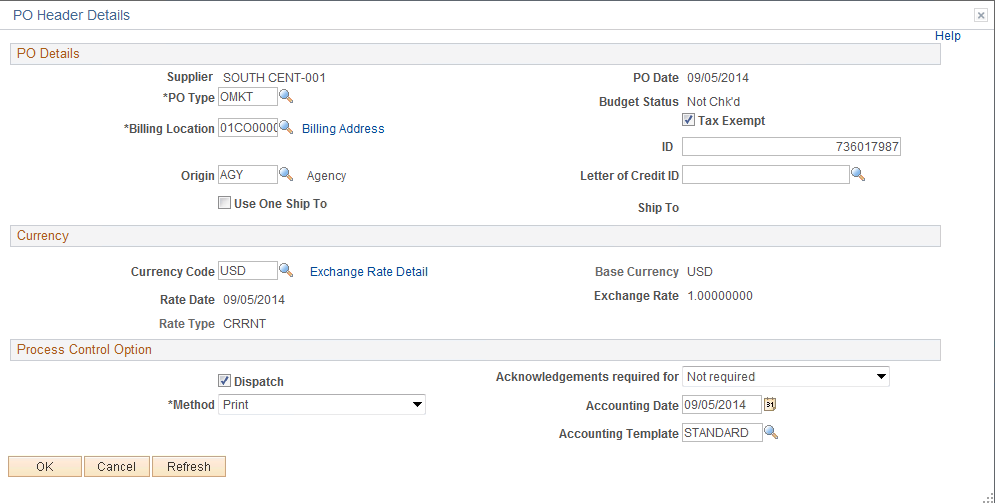 PO Header Details
Help
PO Details
Supplier SOUTH CENT-001 PO Date 09/05/2014
*PO Type OMKT Budget Status Not Chk'd
*Billing Location 01CO0000 Billing Address Tax Exempt
ID 736017987
Origin AGY Agency Letter of Credit ID
Use One Ship To Ship To
Currency
Currency Code USD Exchange Rate Detail Base Currency USD
Rate Date 09/05/2014 Exchange Rate 1.00000000
Rate Type CRRNT
Process Control Option
Dispatch Acknowledgements required for Not required
*Method Print Accounting Date 09/05/2014 31
Accounting Template STANDARD
OK Cancel Refresh